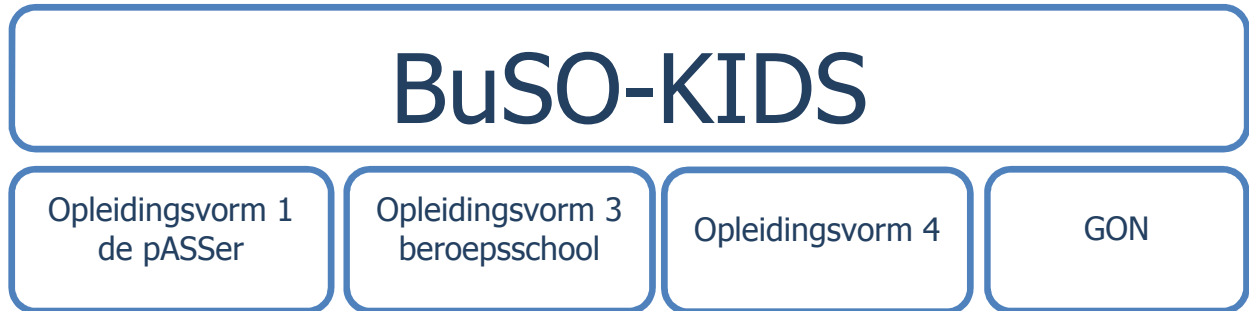 BuSO-KIDS
Opleidingsvorm 1
de pASSer
Opleidingsvorm 3
beroepsschool
Opleidingsvorm 4
GON